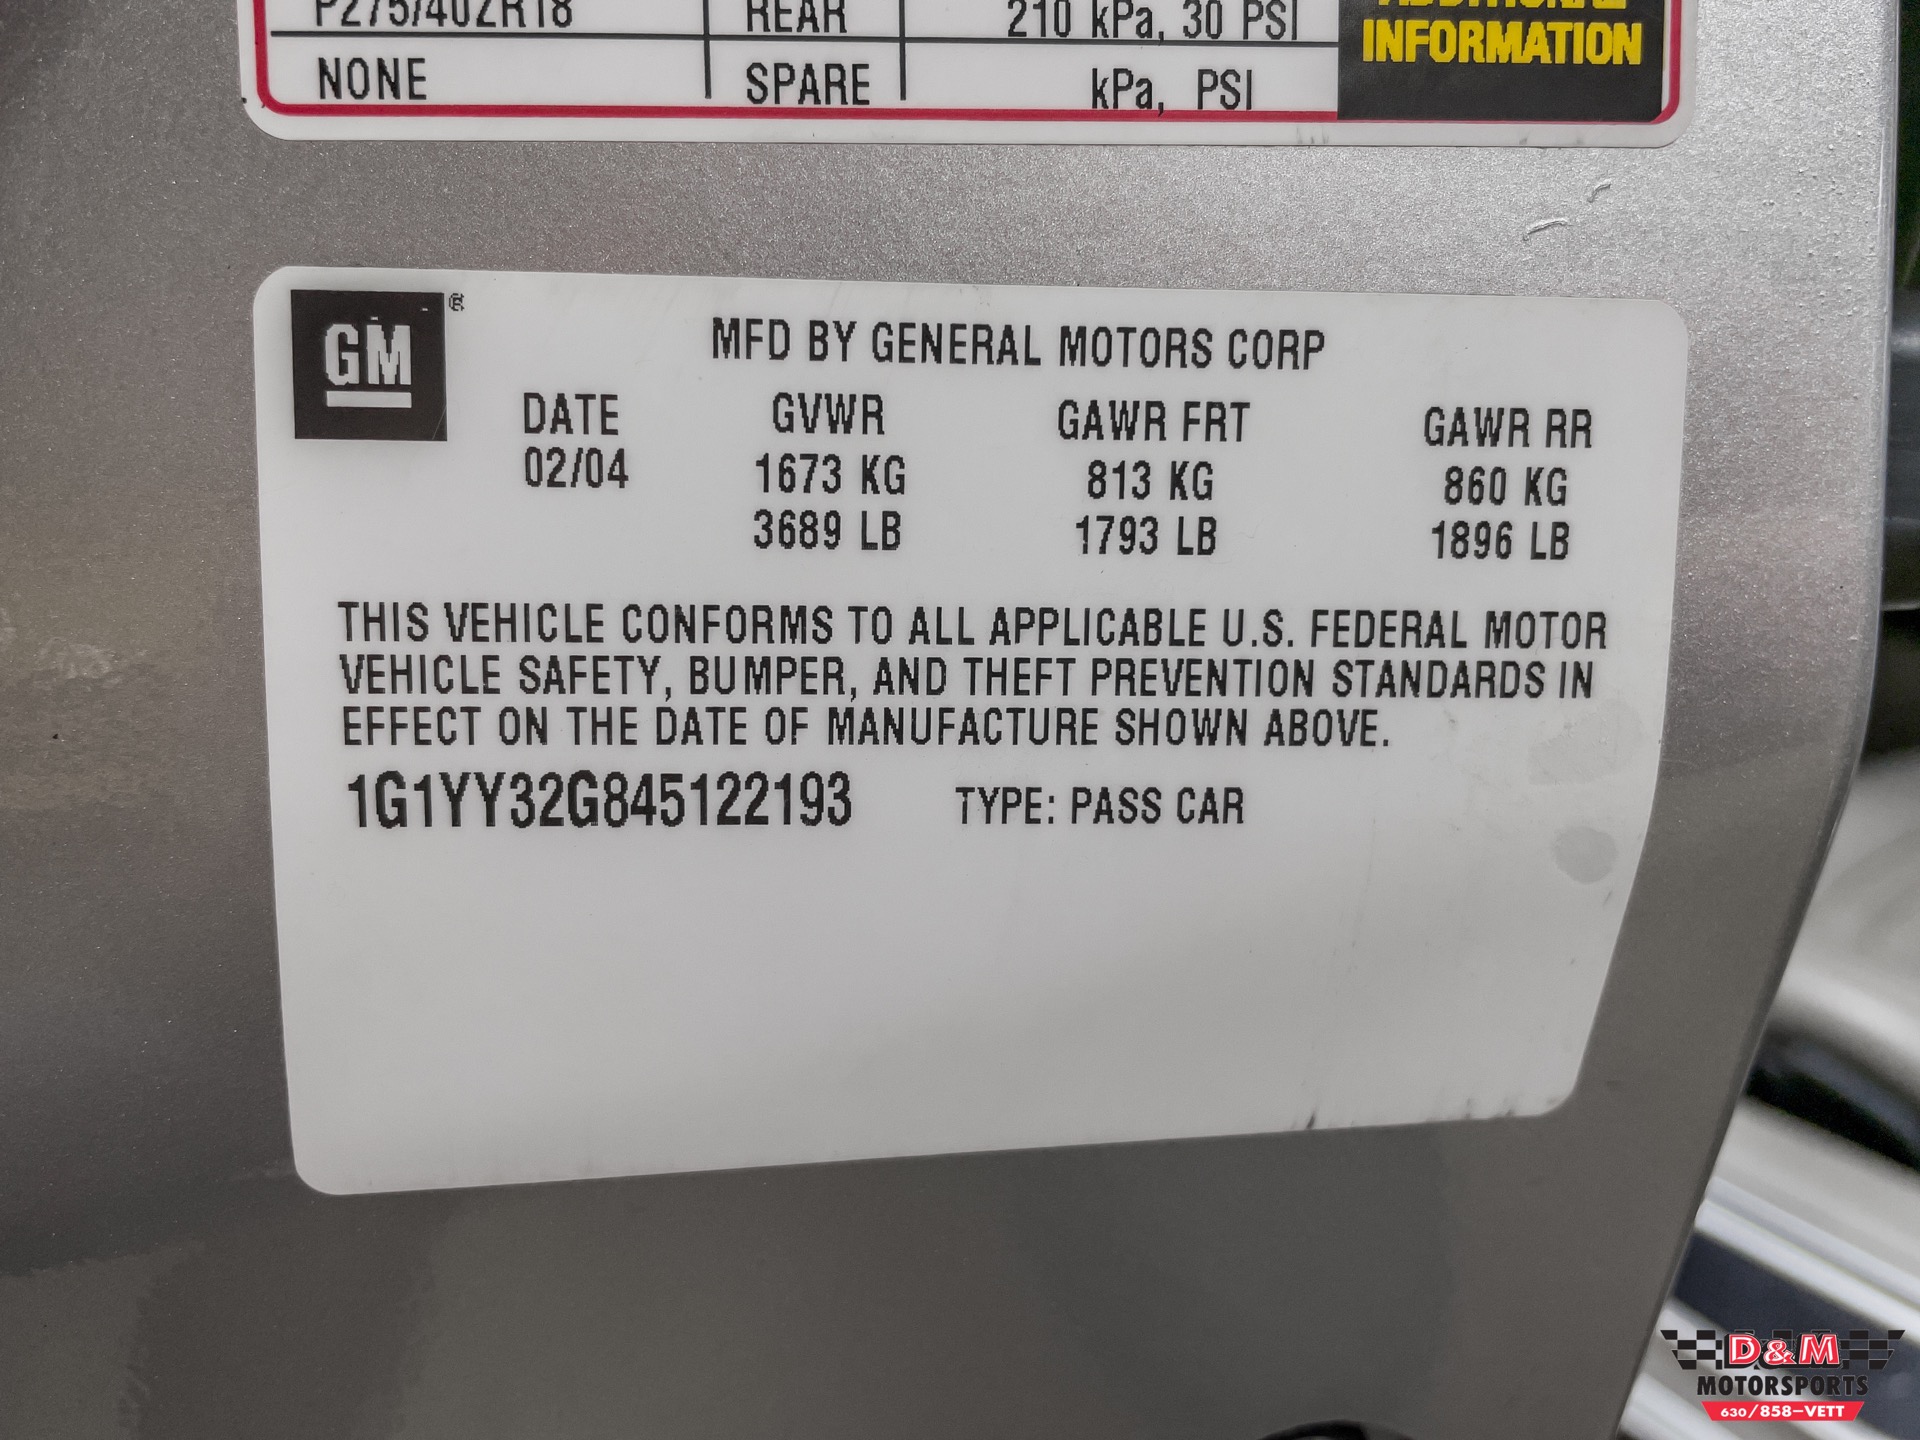 P275/40ZR18 REAR 210 kPa, 30 PSI ADDITIONAL
INFORMATION
NONE SPARE kPa, PSI
GM ®
MFD BY GENERAL MOTORS CORP
DATE GVWR GAWR FRT GAWR RR
02/04 1673 KG 813 KG 860 KG
3689 LB 1793 LB 1896 LB
THIS VEHICLE CONFORMS TO ALL APPLICABLE U.S. FEDERAL MOTOR
VEHICLE SAFETY, BUMPER, AND THEFT PREVENTION STANDARDS IN
EFFECT ON THE DATE OF MANUFACTURE SHOWN ABOVE.
1G1YY32G845122193 TYPE: PASS CAR
D&M
MOTORSPORTS
630/858-VETT